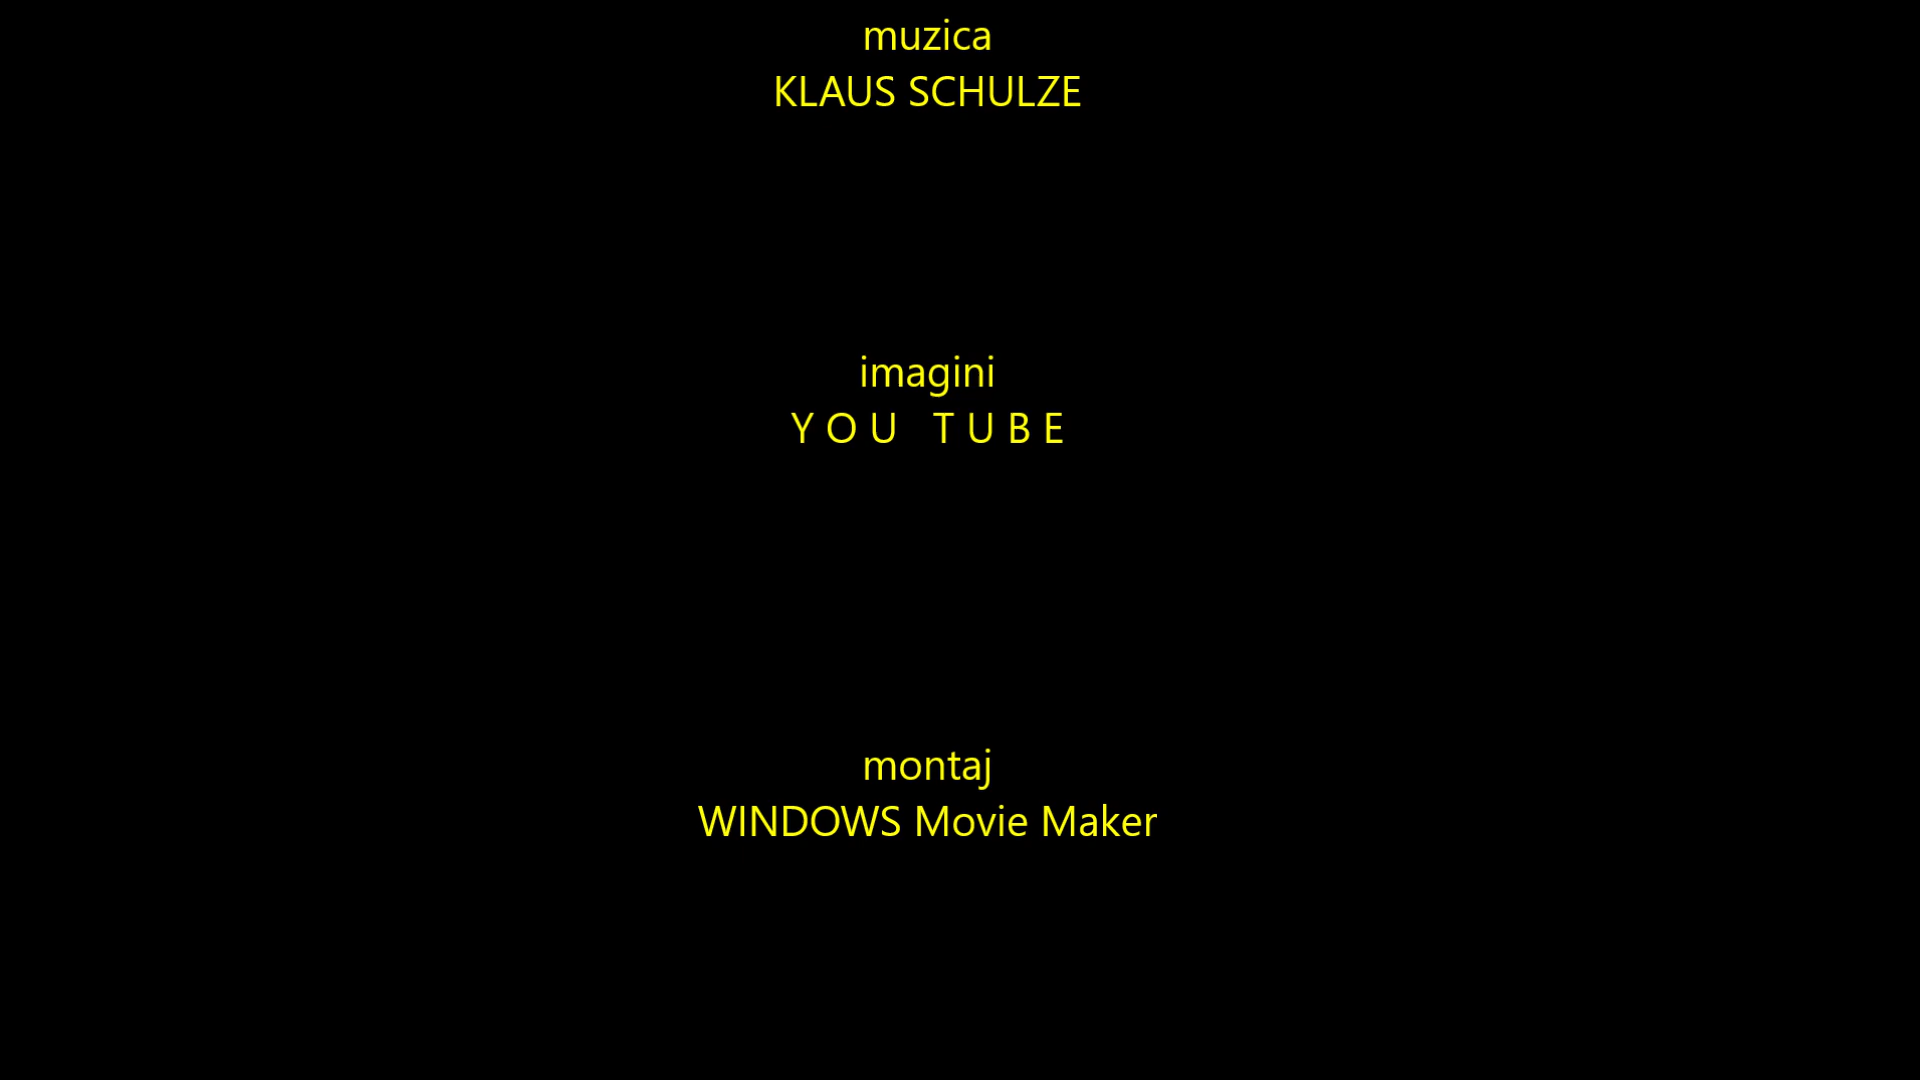 muzica
KLAUS SCHULZE
imagini
Y O U   T U B E
montaj
WINDOWS Movie Maker